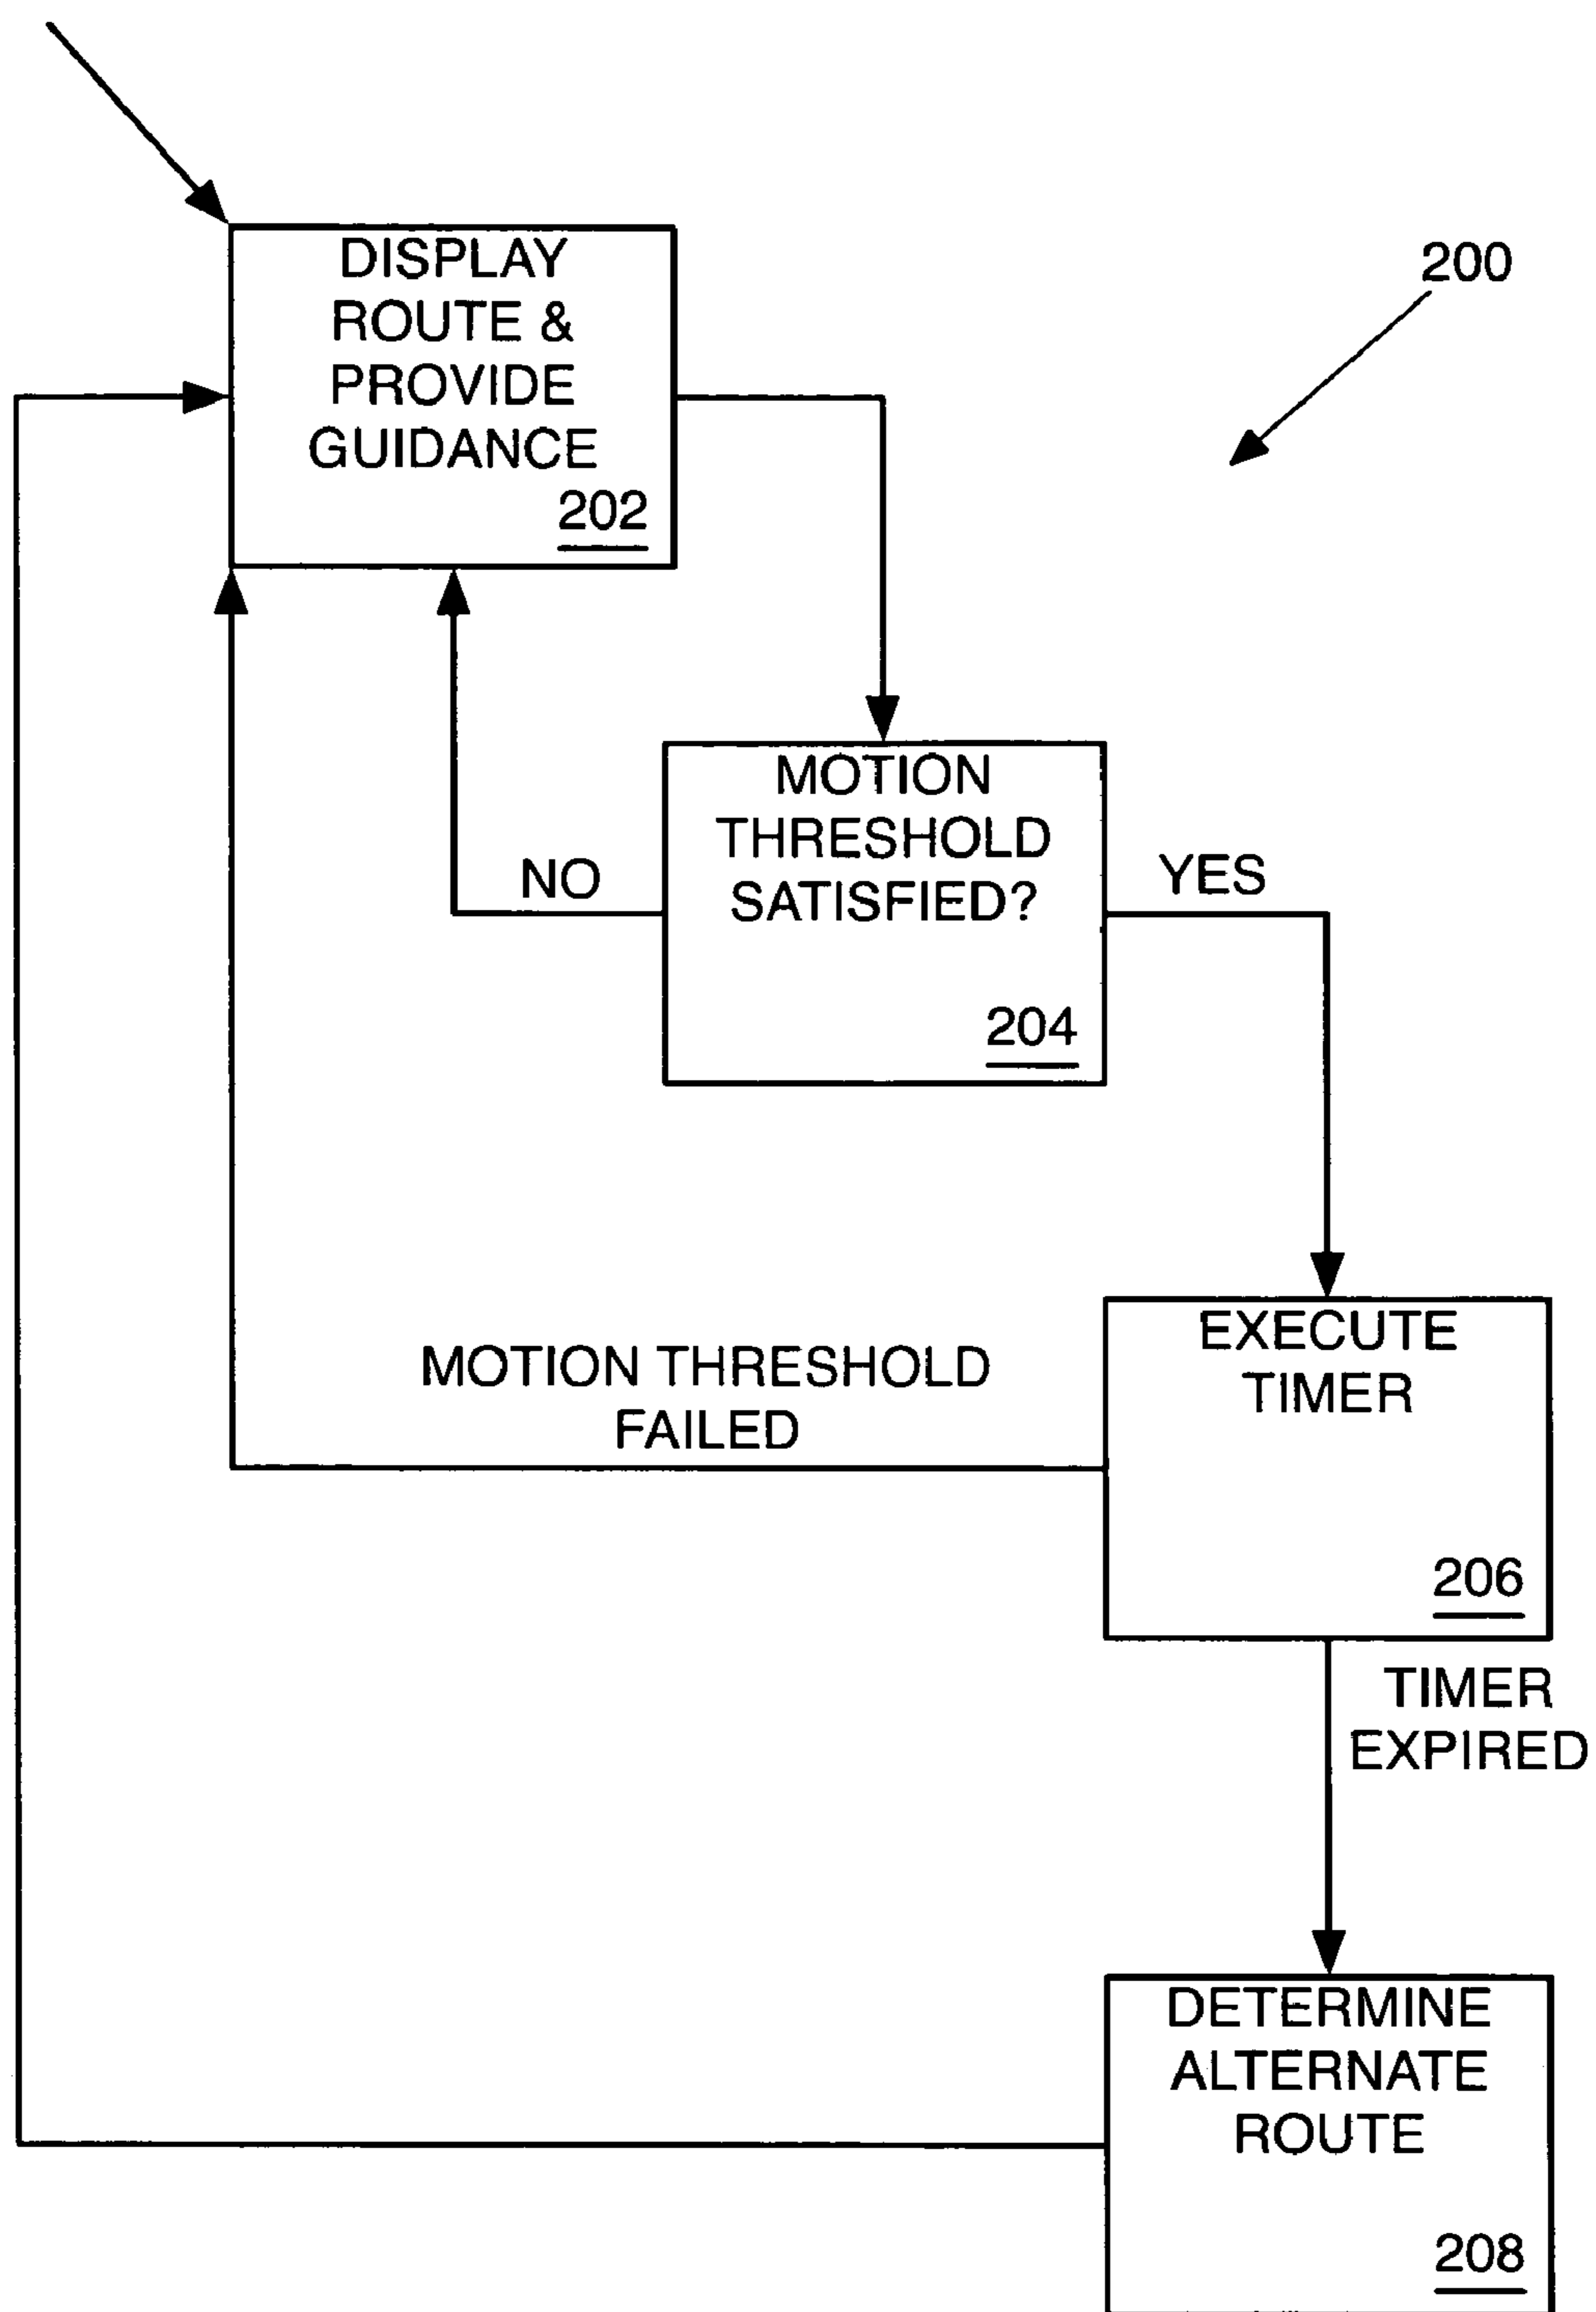 200
DISPLAY
ROUTE &
PROVIDE
GUIDANCE
202
MOTION
THRESHOLD
SATISFIED?
204
NO
YES
EXECUTE
TIMER
206
MOTION THRESHOLD
FAILED
TIMER
EXPIRED
DETERMINE
ALTERNATE
ROUTE
208